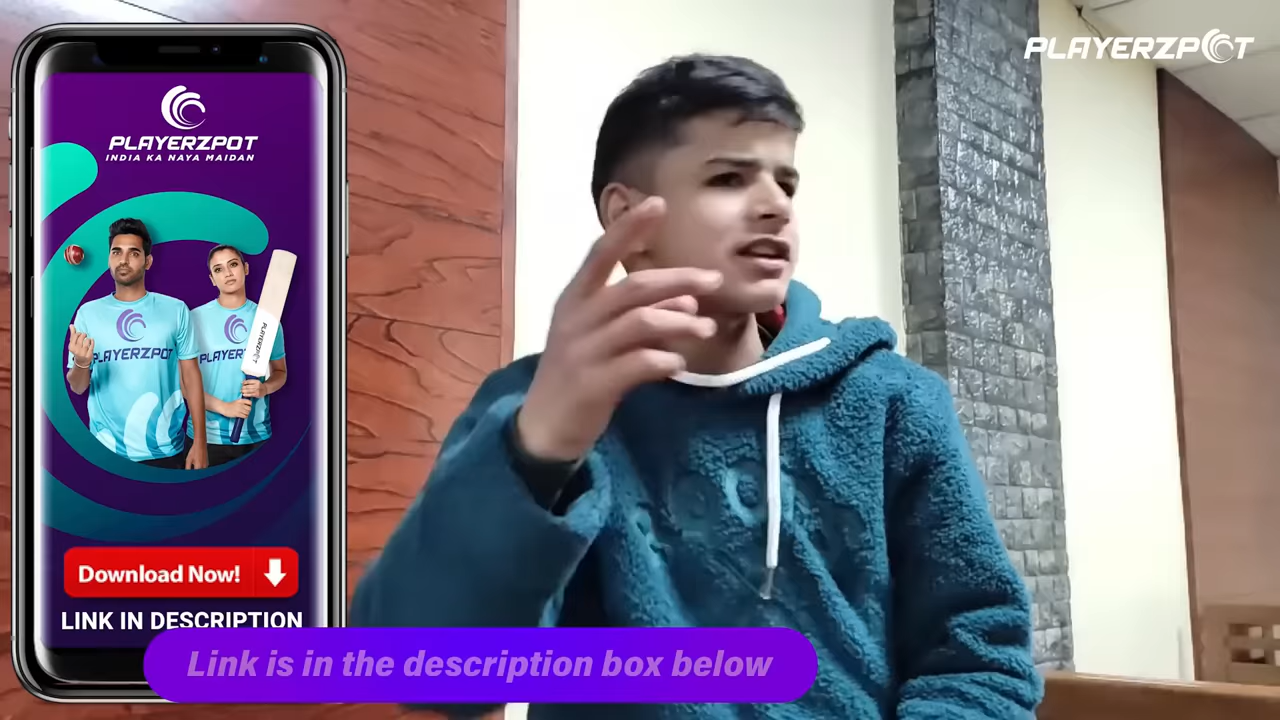 PLAYERZPOT
INDIA KA NAYA MAIDAN
PLAYERZPOT
PLAYERZPOT
Download Now!
LINK IN DESCRIPTION
Link is in the description box below
PLAYERZPOT